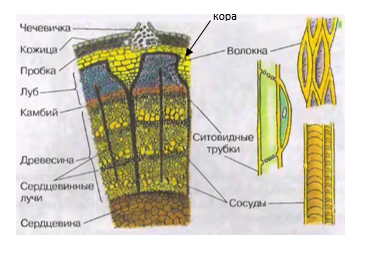 кора
Чечевичка
Кожица
Пробка
Луб
Камбий
Древесина
Сердцевинные
лучи
Сердцевина
Волокна
Ситовидные
трубки
Сосуды